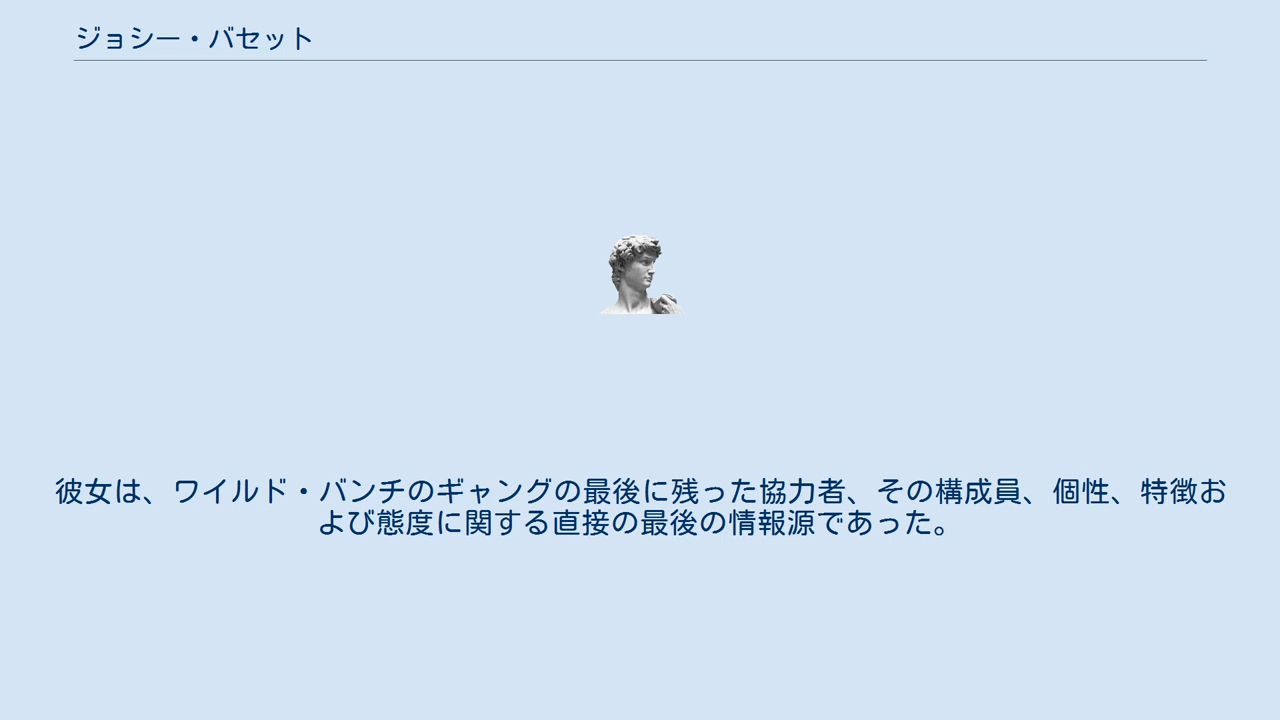 ジョシー・バセット
彼女は、ワイルド・バンチのギャングの最後に残った協力者、その構成員、個性、特徴お
よび態度に関する直接の最後の情報源であった。